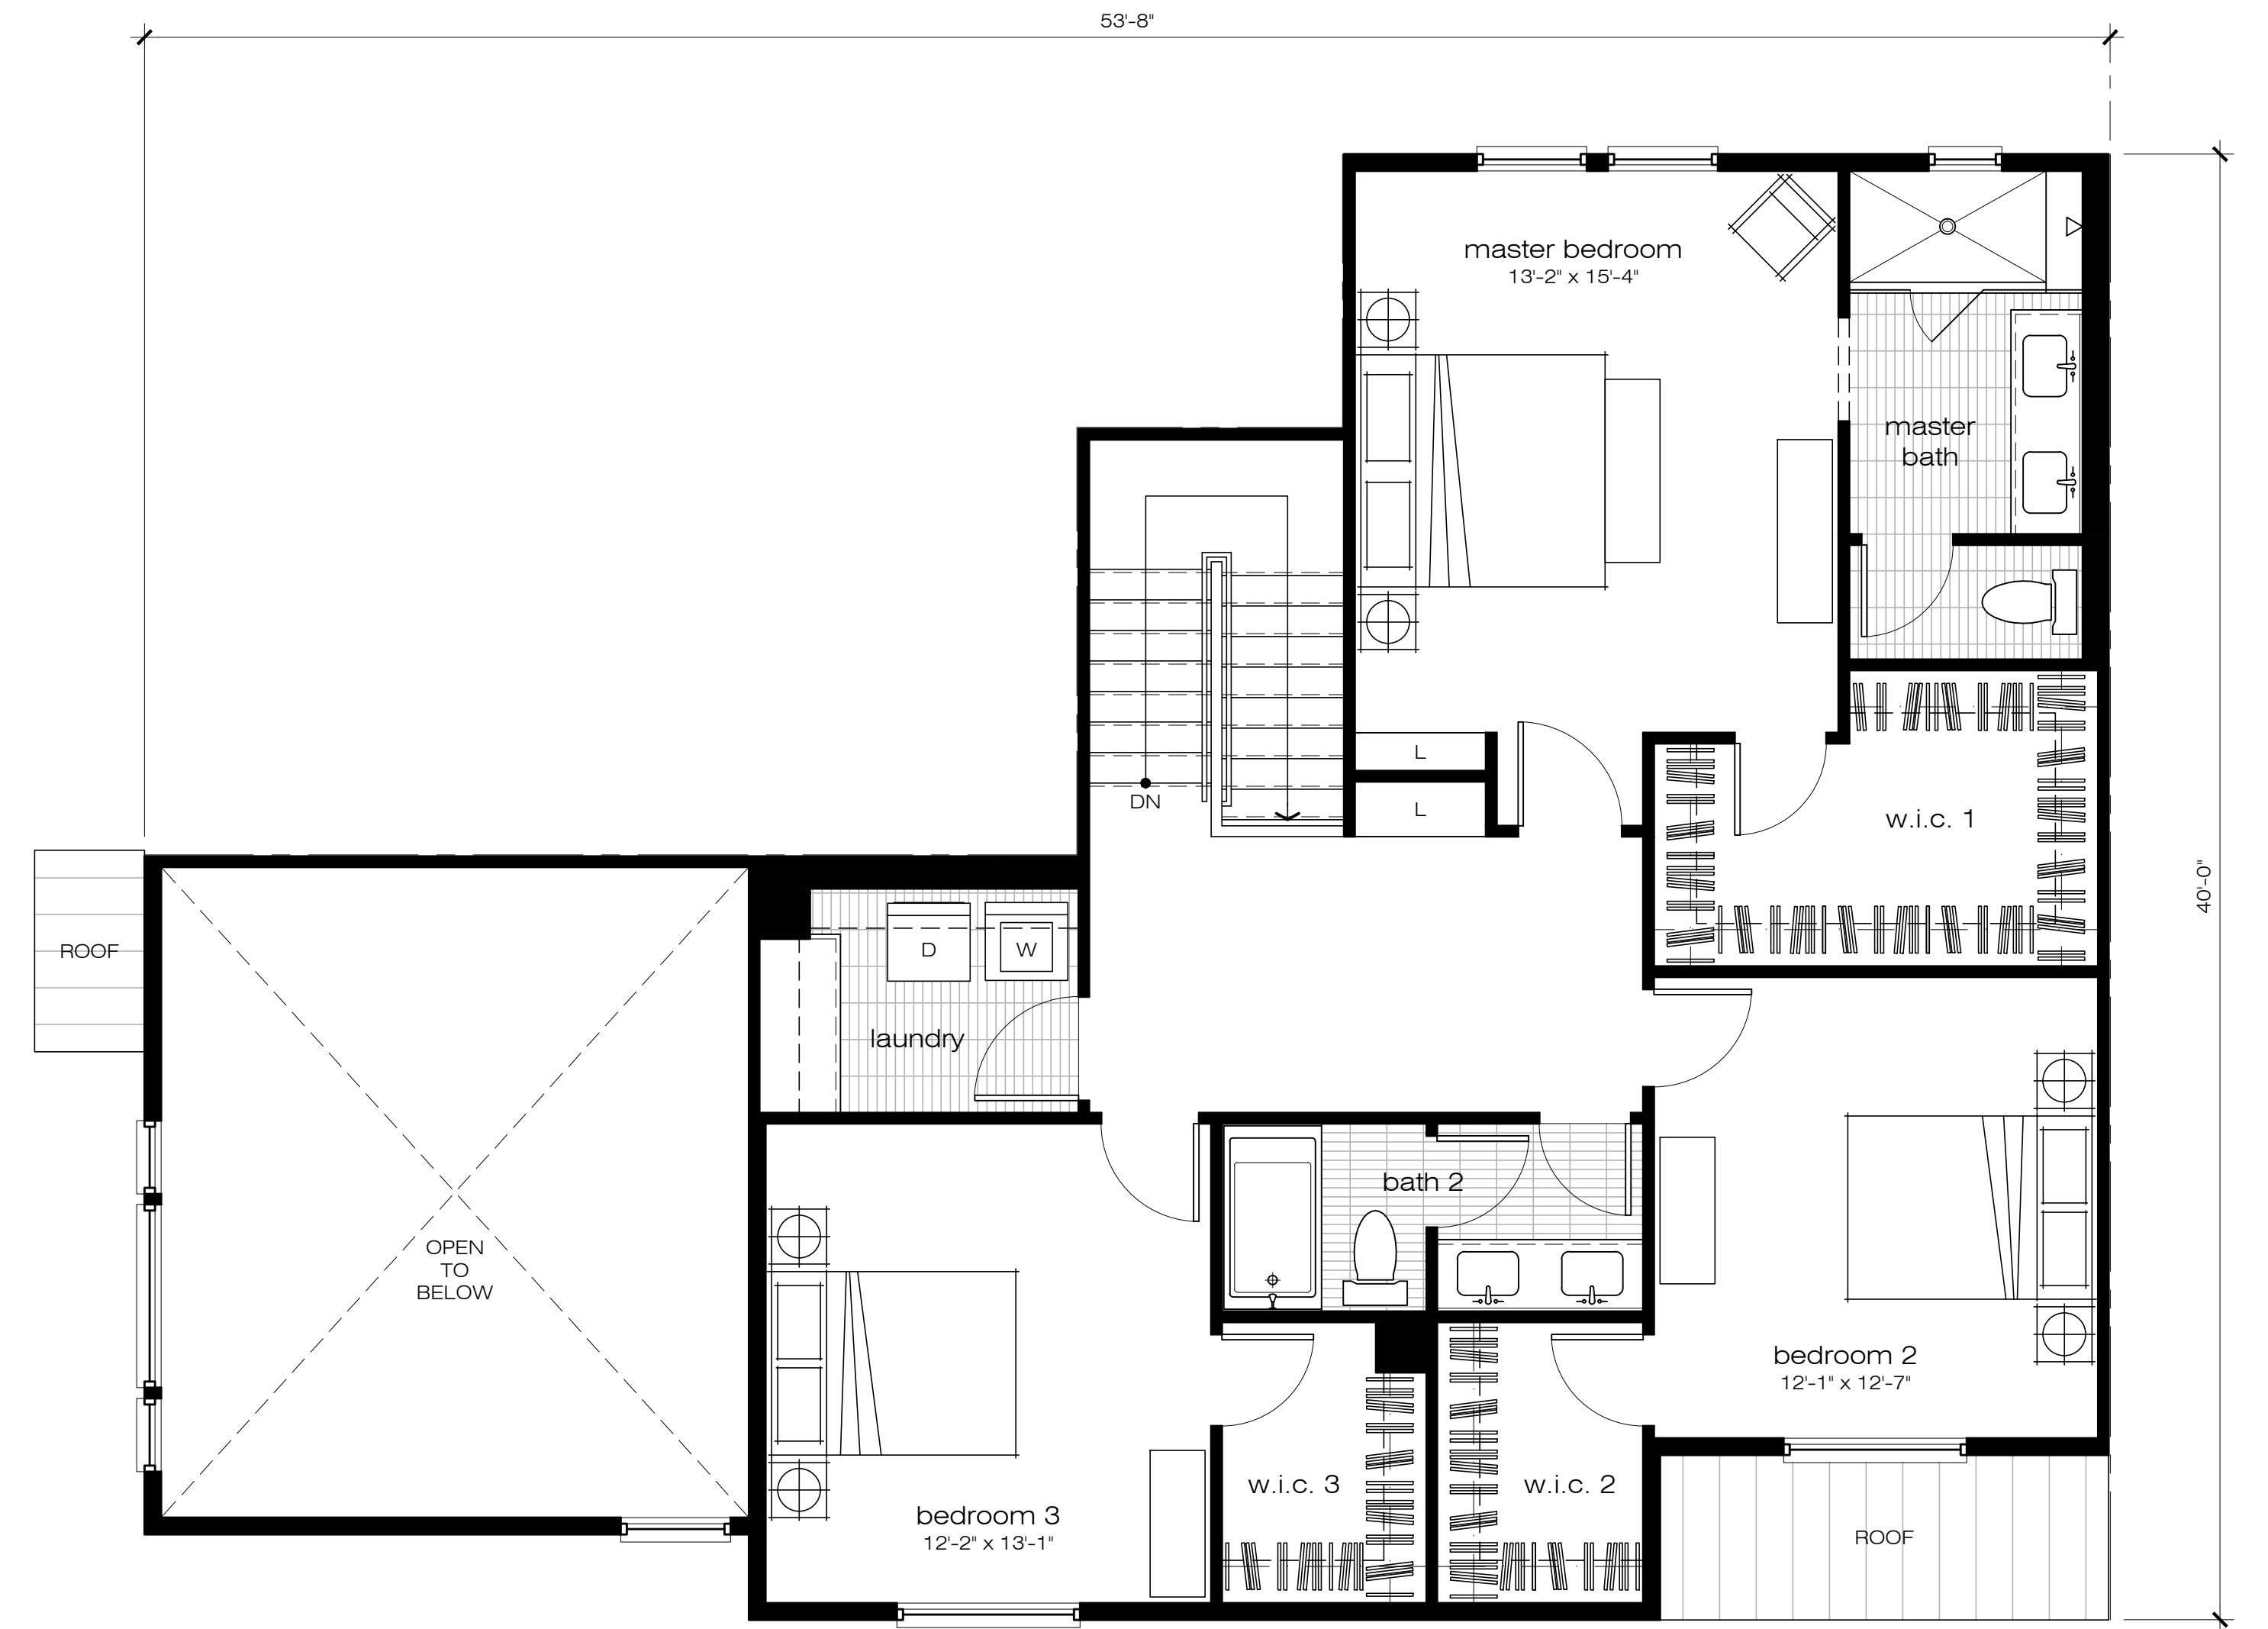 53'-8"
master bedroom
13'-2" x 15'-4"
master
bath
L
L
DN
w.i.c. 1
40'-0"
ROOF
D
W
laundry
bath 2
OPEN
TO
BELOW
bedroom 2
12'-1" x 12'-7"
w.i.c. 3
w.i.c. 2
bedroom 3
12'-2" x 13'-1"
ROOF